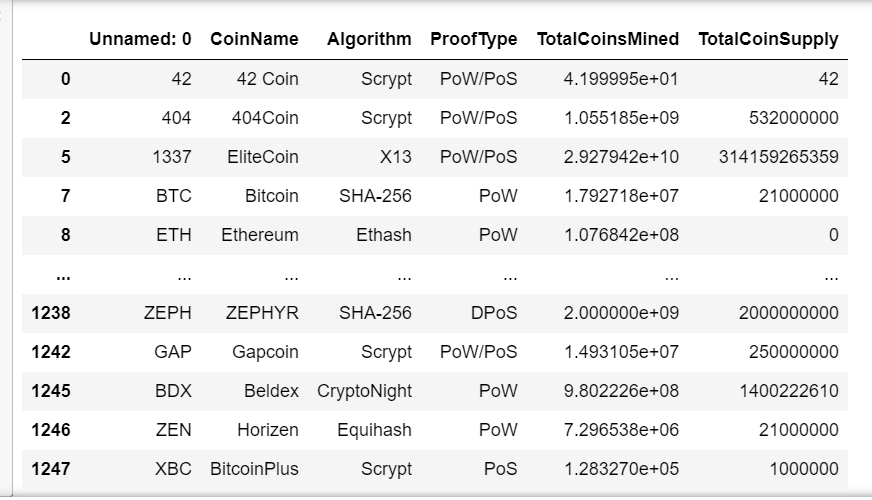 Unnamed: 0 CoinName Algorithm ProofType TotalCoinsMined TotalCoinSupply
0 42 42 Coin Scrypt PoW/PoS 4.199995e+01 42
2 404 404Coin Scrypt PoW/PoS 1.055185e+09 532000000
5 1337 EliteCoin X13 PoW/PoS 2.927942e+10 314159265359
7 BTC Bitcoin SHA-256 PoW 1.792718e+07 21000000
8 ETH Ethereum Ethash PoW 1.076842e+08 0
... ... ... ... ... ... ...
1238 ZEPH ZEPHYR SHA-256 DPoS 2.000000e+09 2000000000
1242 GAP Gapcoin Scrypt PoW/PoS 1.493105e+07 250000000
1245 BDX Beldex CryptoNight PoW 9.802226e+08 1400222610
1246 ZEN Horizen Equihash PoW 7.296538e+06 21000000
1247 XBC BitcoinPlus Scrypt PoS 1.283270e+05 1000000